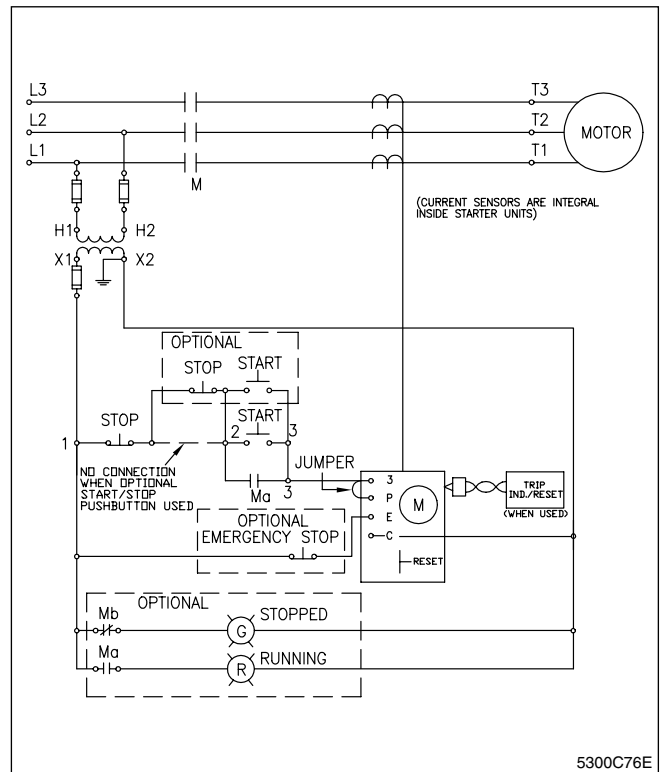 L3
T3
L2
T2
MOTOR
L1
T1
M
(CURRENT SENSORS ARE INTEGRAL
INSIDE STARTER UNITS)
H1
H2
X1
X2
OPTIONAL
STOP
START
STOP
START
1
2
3
NO CONNECTION
WHEN OPTIONAL
START/STOP
PUSHBUTTON USED
Ma
3
JUMPER
3
P
M
E
C
RESET
TRIP
IND./RESET
(WHEN USED)
OPTIONAL
EMERGENCY STOP
OPTIONAL
Mb
G
STOPPED
Ma
R
RUNNING
5300C76E